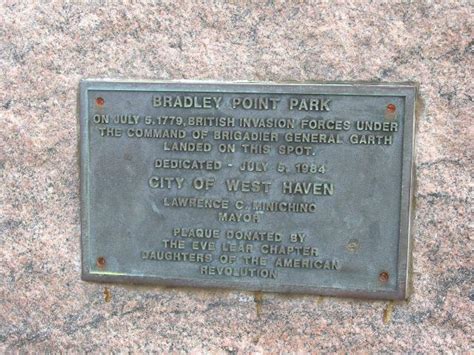 BRADLEY POINT PARK
ON JULY 5, 1779, BRITISH INVASION FORCES UNDER
THE COMMAND OF BRIGADIER GENERAL GARTH
LANDED ON THIS SPOT.
DEDICATED - JULY 5, 1984
CITY OF WEST HAVEN
LAWRENCE C. MINICHINO
MAYOR
PLAQUE DONATED BY
THE EVE LEAR CHAPTER
DAUGHTERS OF THE AMERICAN
REVOLUTION